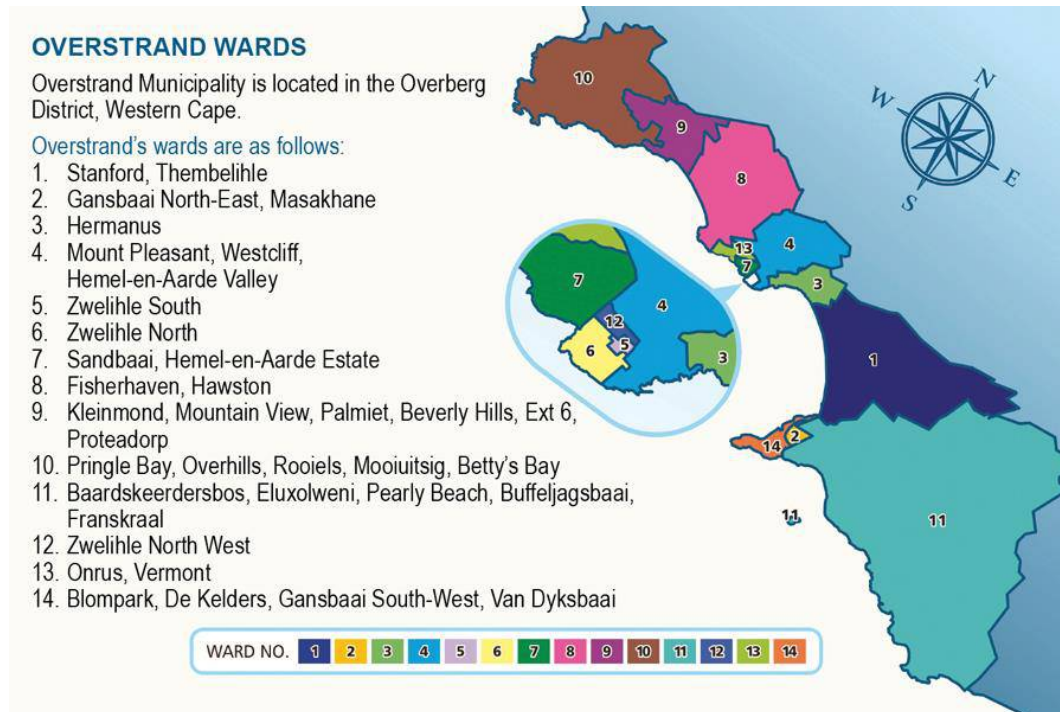 OVERSTRAND WARDS
Overstrand Municipality is located in the Overberg
District, Western Cape.
Overstrand's wards are as follows:
1. Stanford, Thembelihle
2. Gansbaai North-East, Masakhane
3. Hermanus
4. Mount Pleasant, Westcliff,
Hemel-en-Aarde Valley
5. Zwelihle South
6. Zwelihle North
7. Sandbaai, Hemel-en-Aarde Estate
8. Fisherhaven, Hawston
9. Kleinmond, Mountain View, Palmiet, Beverly Hills, Ext 6,
Proteadorp
10. Pringle Bay, Overhills, Rooiels, Mooiuitsig, Betty's Bay
11. Baardskeerdersbos, Eluxolweni, Pearly Beach, Buffeljagsbaai,
Franskraal
12. Zwelihle North West
13. Onrus, Vermont
14. Blompark, De Kelders, Gansbaai South-West, Van Dyksbaai
10
9
8
13
4
7
3
1
2
14
11
11
7
4
12
5
6
3
N
W
E
S
WARD NO. 1 2 3 4 5 6 7 8 9 10 11 12 13 14